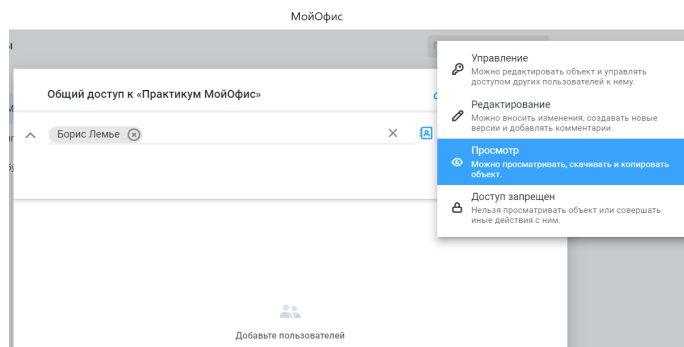 МойОфис
Общий доступ к «Практикум МойОфис»
Борис Лемье
Добавьте пользователей
Управление
Можно редактировать объект и управлять
доступом других пользователей к нему.
Редактирование
Можно вносить изменения, создавать новые
версии и добавлять комментарии.
Просмотр
Можно просматривать, скачивать и копировать
объект.
Доступ запрещен
Нельзя просматривать объект или совершать
иные действия с ним.